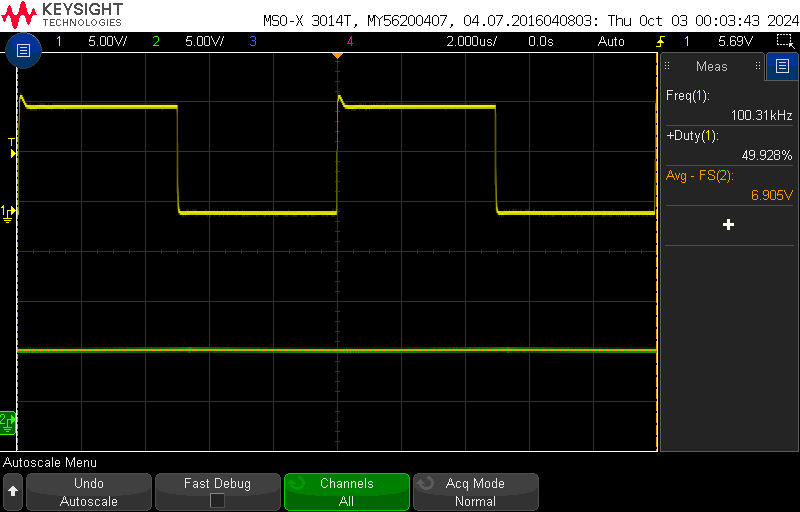 KEYSIGHT
TECHNOLOGIES
MSO-X 3014T, MY56200407, 04.07.2016040803: Thu Oct 03 00:03:43 2024
1 5.00V/ 2 5.00V/ 3 4 2.000us/ 0.0s Auto 1 5.69V
Meas
Freq(1):
100.31kHz
+Duty(1):
49.928%
Avg - FS(2):
6.905V
+
T
1
2
Autoscale Menu
Undo
Autoscale
Fast Debug
Channels
All
Acq Mode
Normal